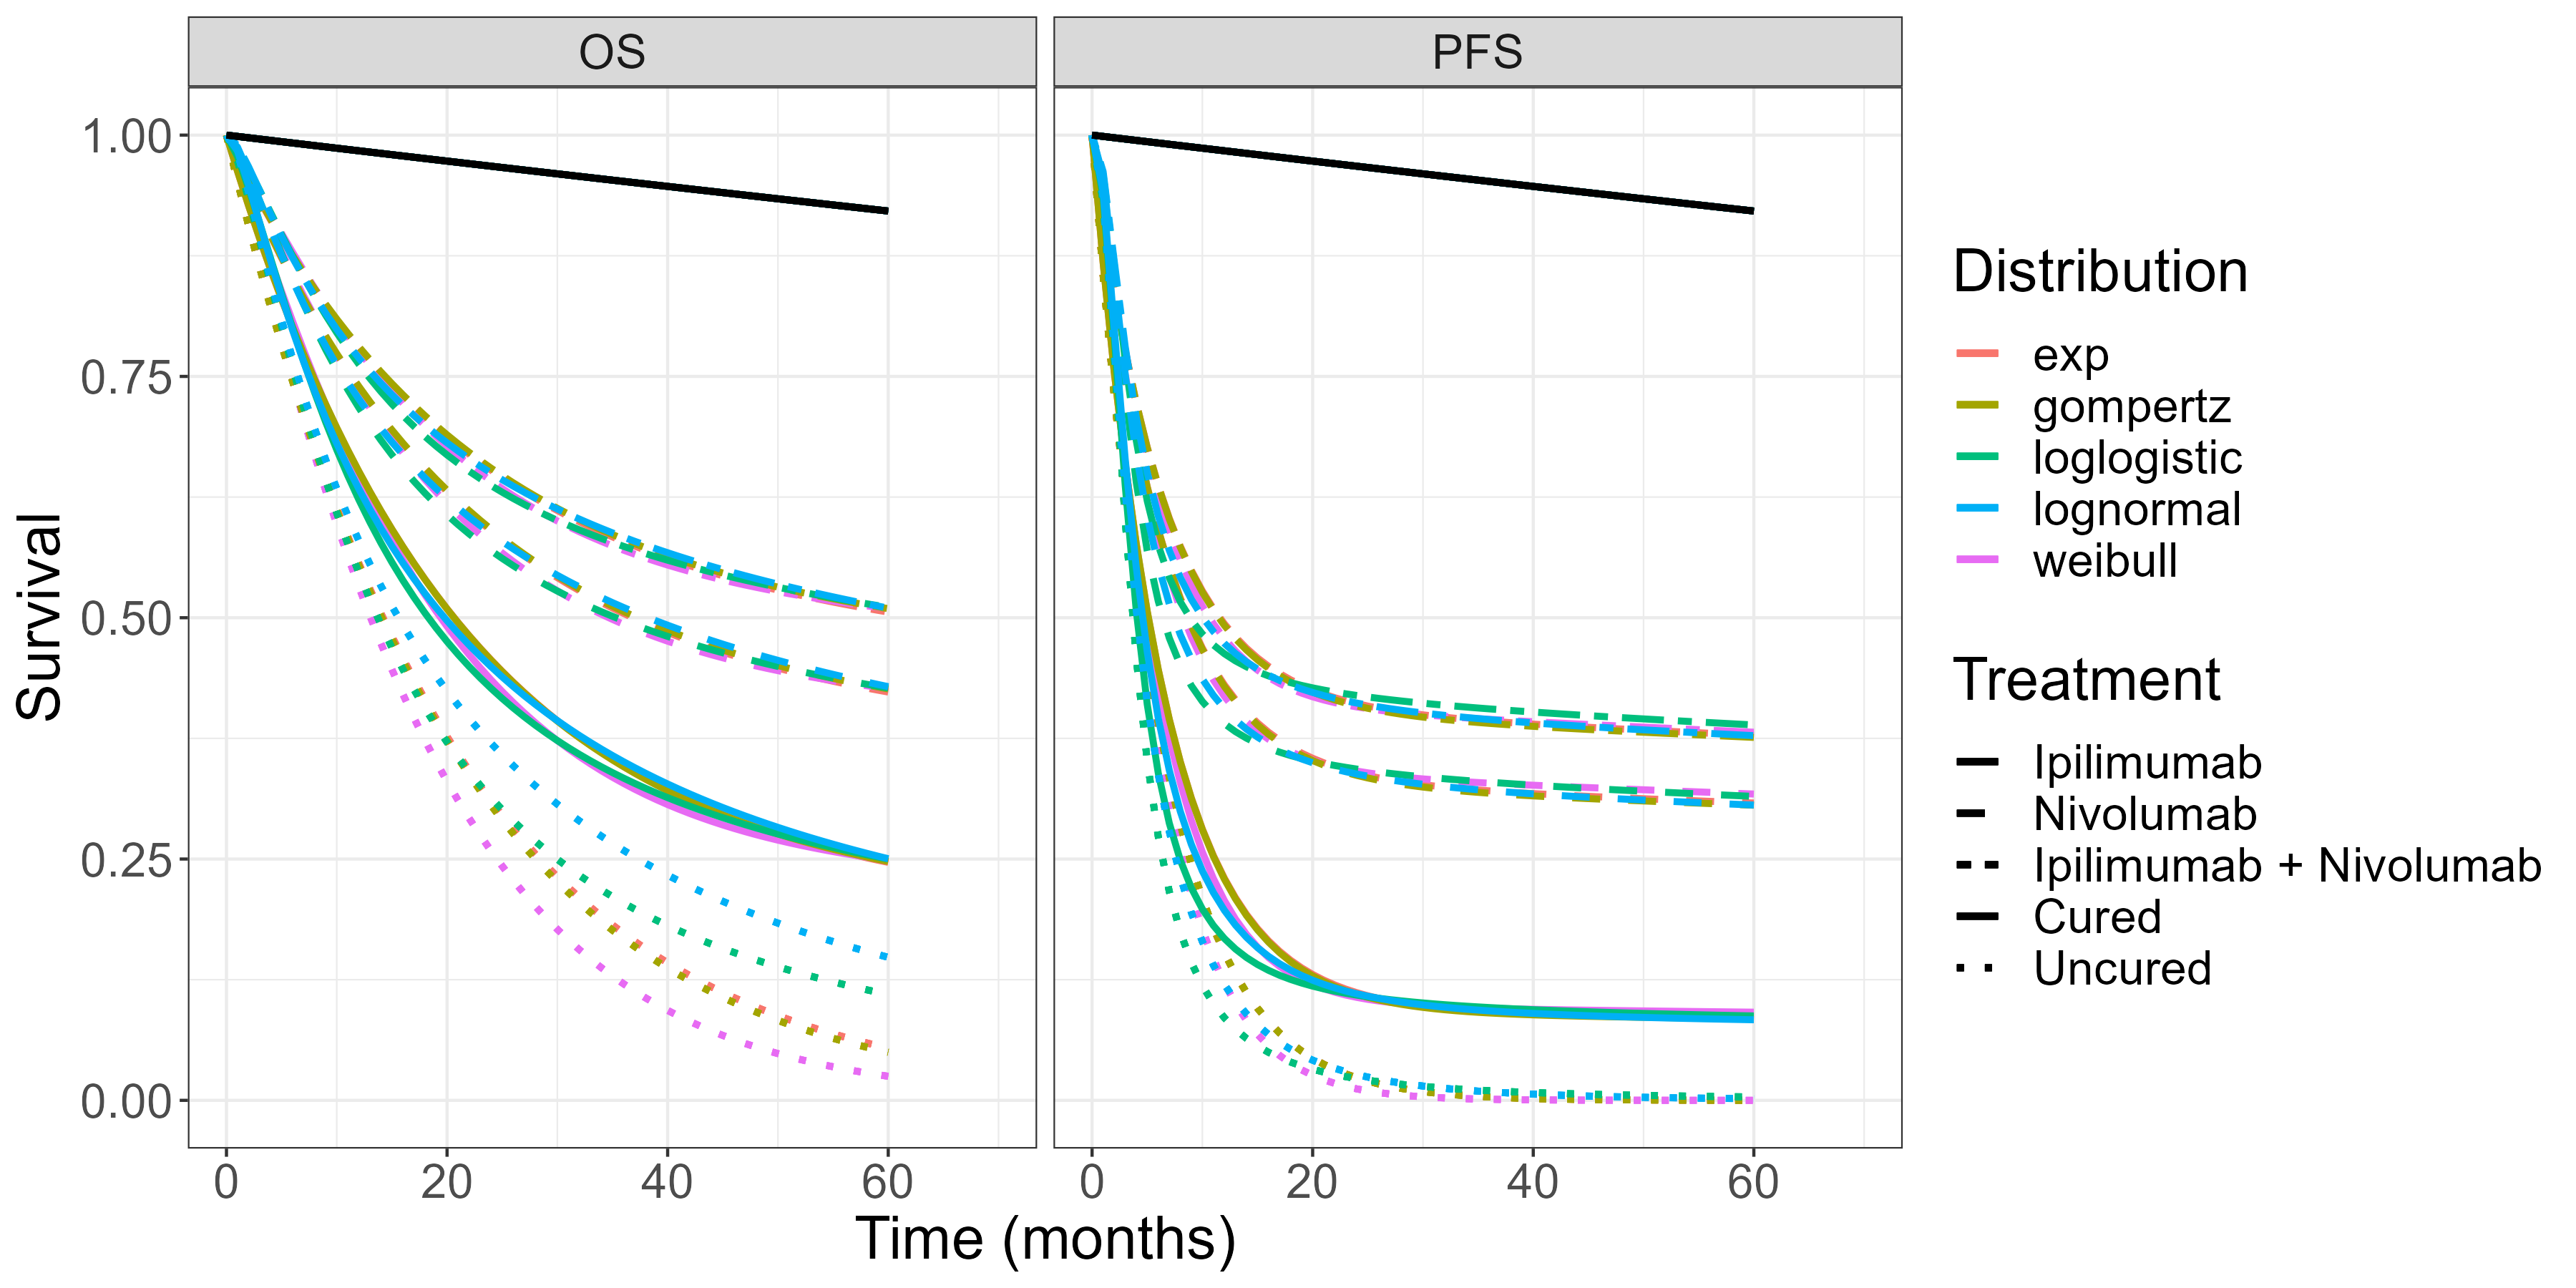 OS
PFS
1.00
0.75
0.50
0.25
0.00
Survival
0 20 40 60
0 20 40 60
Time (months)
Distribution
exp
gompertz
loglogistic
lognormal
weibull
Treatment
Ipilimumab
Nivolumab
Ipilimumab + Nivolumab
Cured
Uncured